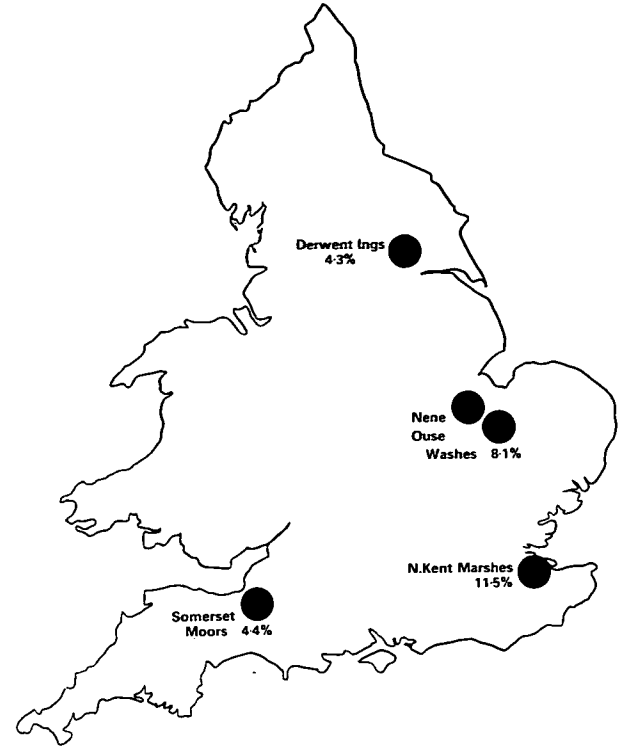 Derwent Ings
4·3%
Nene
Ouse
Washes 8·1%
N.Kent Marshes
11·5%
Somerset
Moors 4·4%